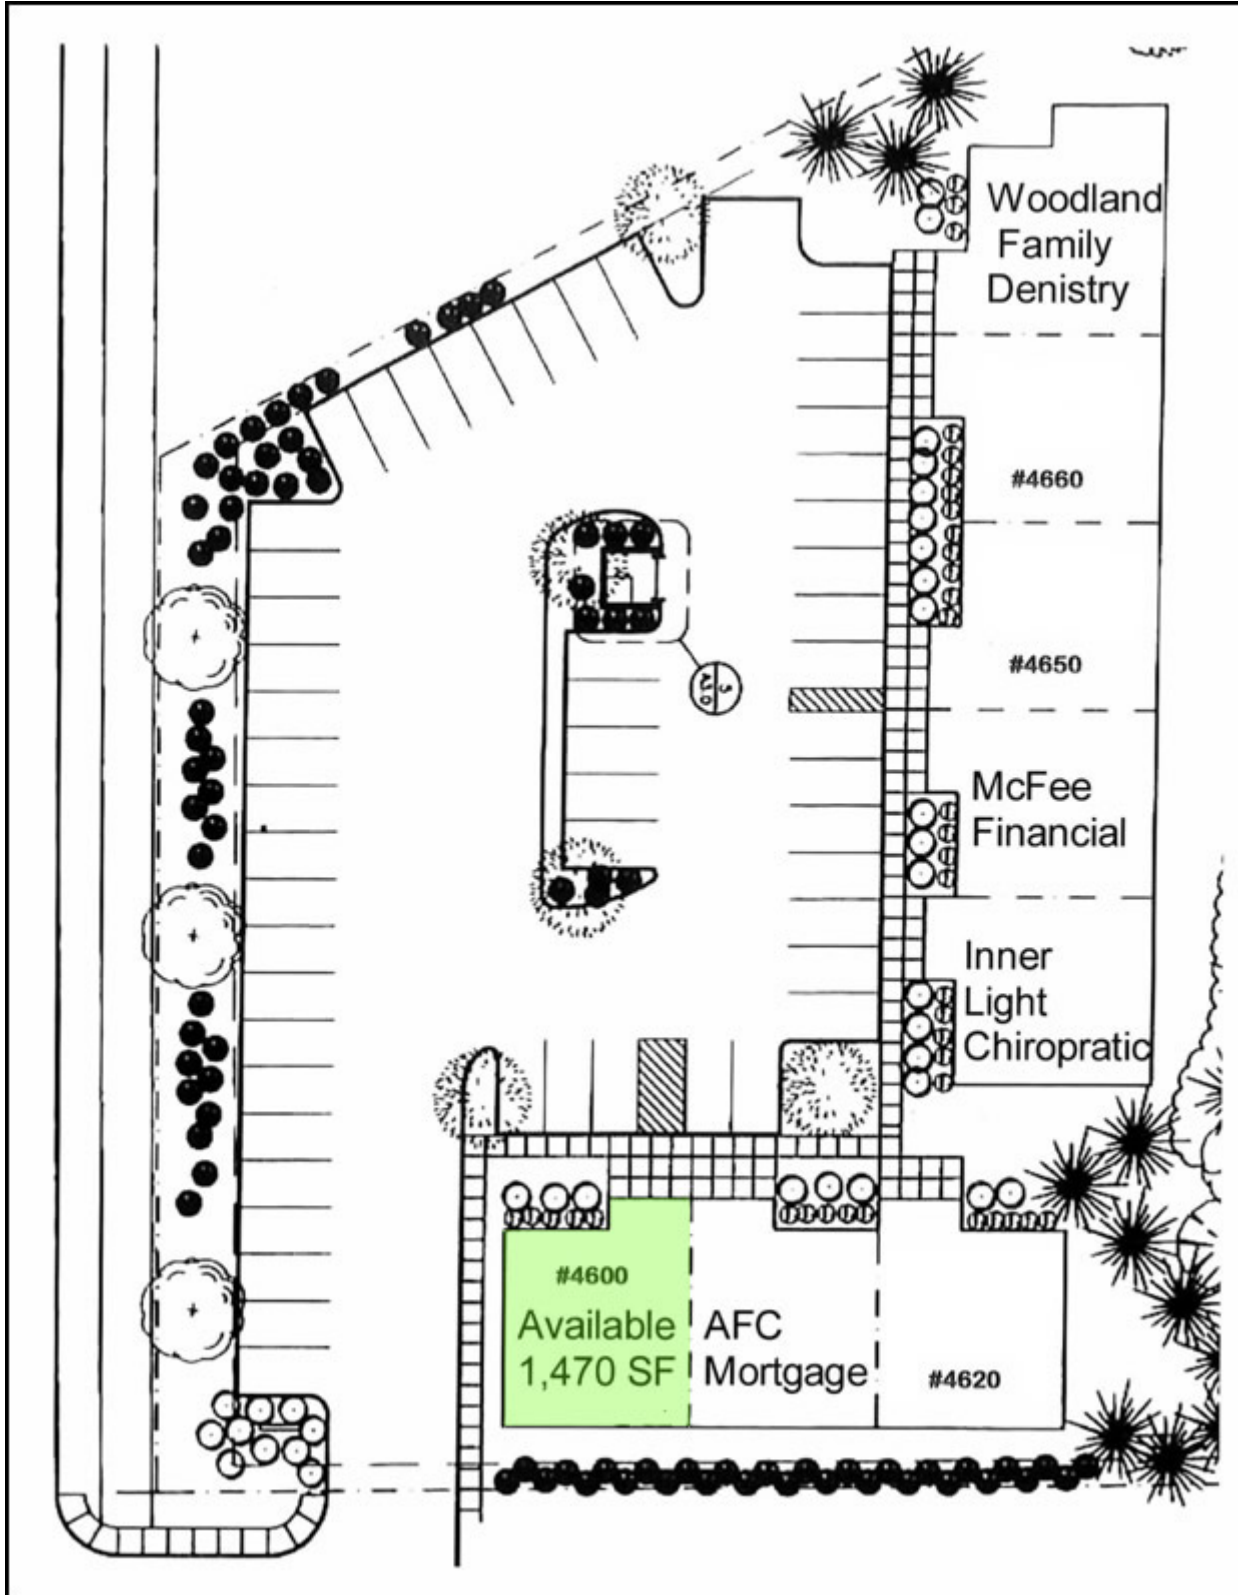 Woodland
Family
Denistry
#4660
#4650
McFee
Financial
Inner
Light
Chiropratic
#4600
Available
1,470 SF
AFC
Mortgage
#4620